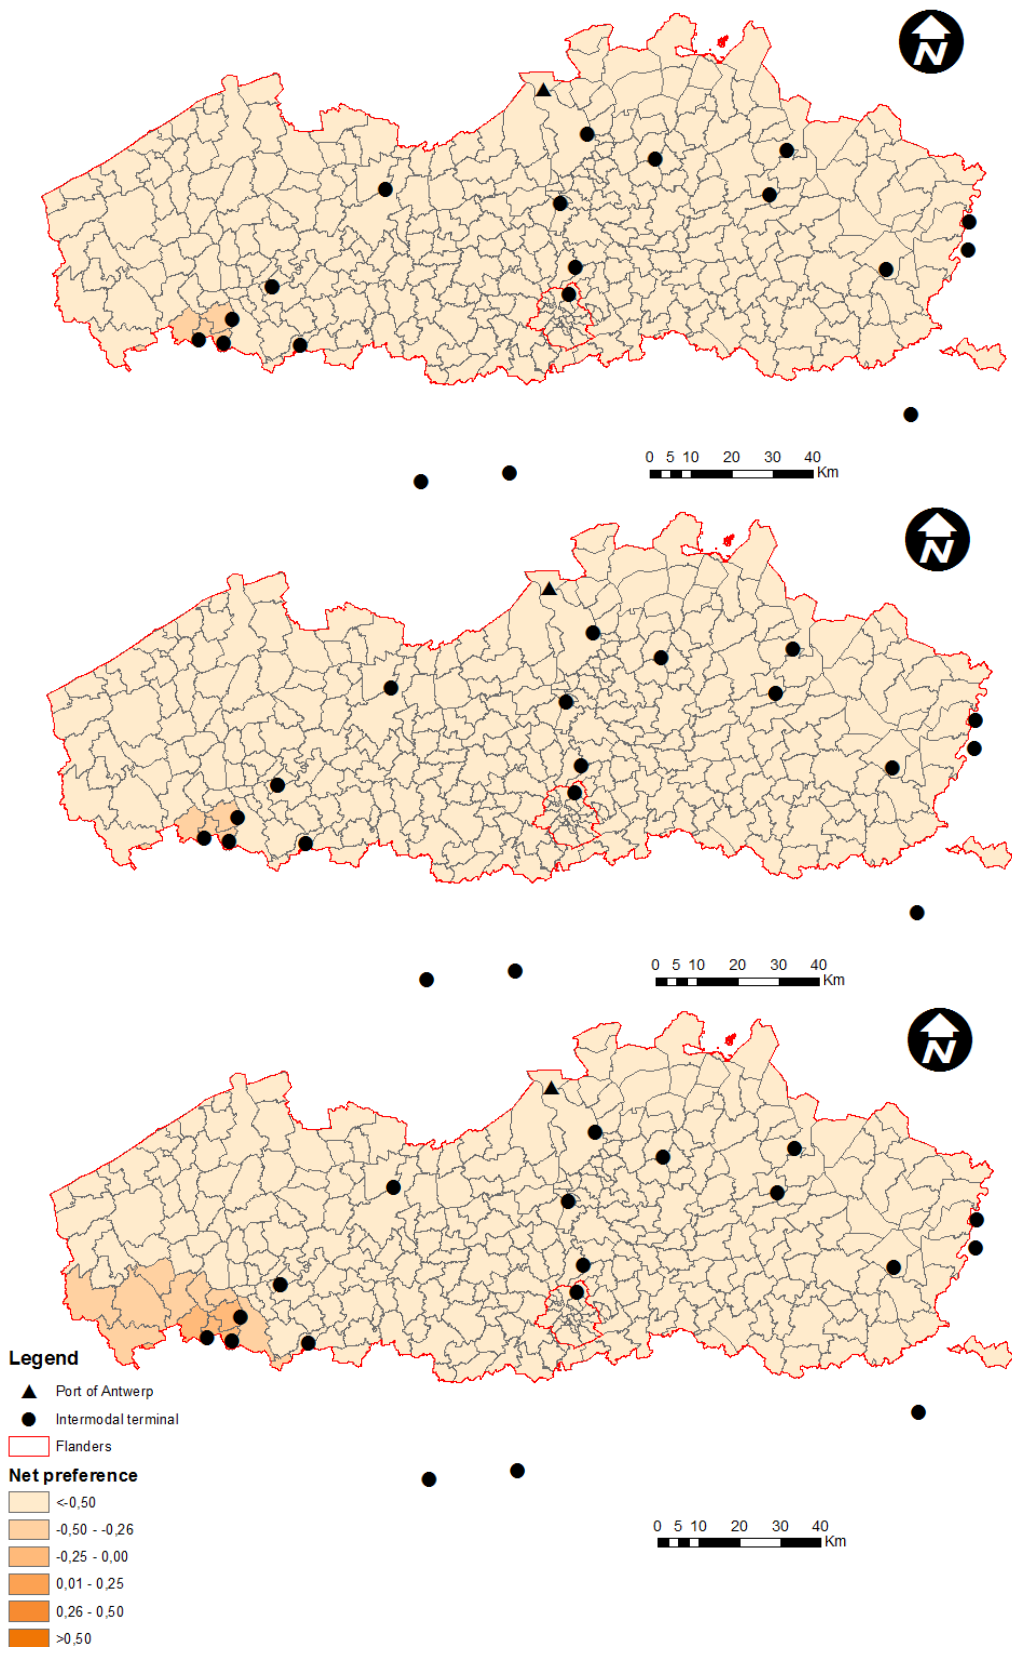 N
0 5 10 20 30 40
Km
N
0 5 10 20 30 40
Km
N
Legend
Port of Antwerp
Intermodal terminal
Flanders
Net preference
<-0,50
-0,50 - -0,26
-0,25 - 0,00
0,01 - 0,25
0,26 - 0,50
>0,50
0 5 10 20 30 40
Km